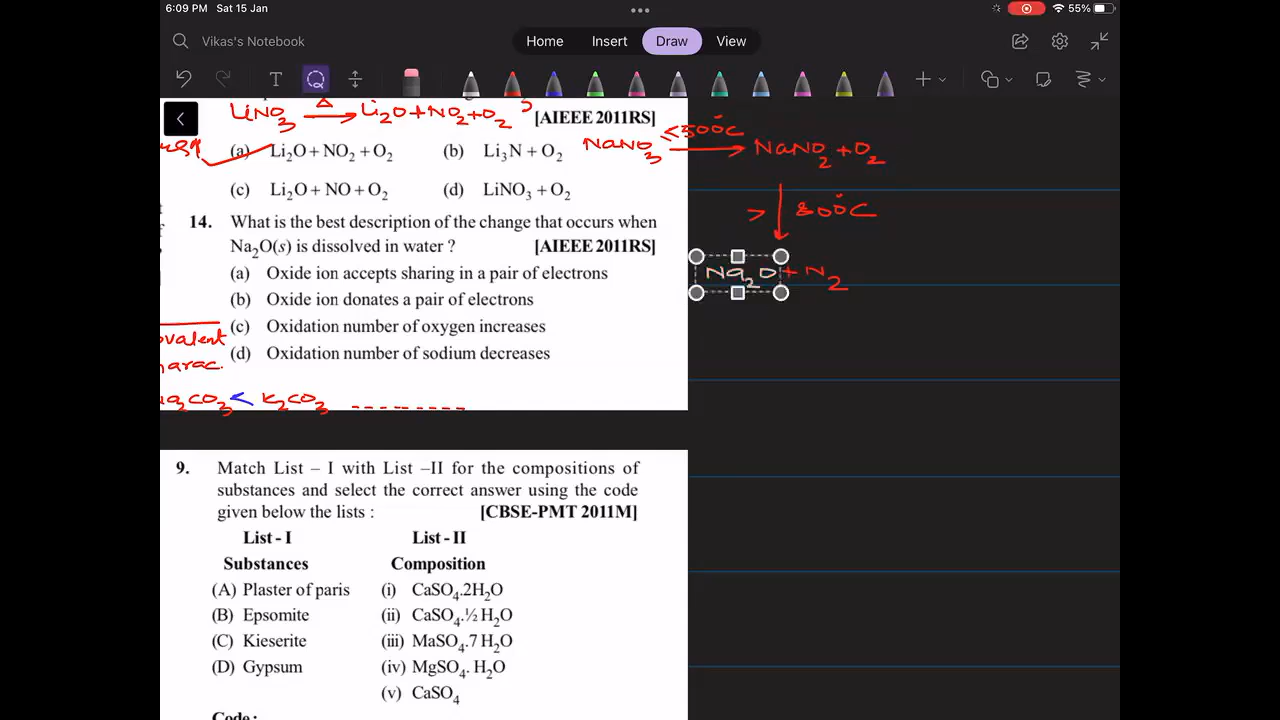 6:09 PM Sat 15 Jan
55%
Vikas's Notebook
Home Insert Draw View
LiNO3 Δ→ Li2O + NO2 + O2
[AIEEE 2011RS]
(a) Li2O + NO2 + O2 (b) Li3N + O2
(c) Li2O + NO + O2 (d) LiNO3 + O2
NaNO3 <500°C→ NaNO2 + O2
> 800°C
Na2O + N2
14. What is the best description of the change that occurs when
Na2O(s) is dissolved in water ? [AIEEE 2011RS]
(a) Oxide ion accepts sharing in a pair of electrons
(b) Oxide ion donates a pair of electrons
(c) Oxidation number of oxygen increases
(d) Oxidation number of sodium decreases
ovalent
harac.
a2CO3 < K2CO3 ---------
9. Match List – I with List –II for the compositions of
substances and select the correct answer using the code
given below the lists : [CBSE-PMT 2011M]
List - I List - II
Substances Composition
(A) Plaster of paris (i) CaSO4.2H2O
(B) Epsomite (ii) CaSO4.½ H2O
(C) Kieserite (iii) MaSO4.7 H2O
(D) Gypsum (iv) MgSO4. H2O
(v) CaSO4
Code :